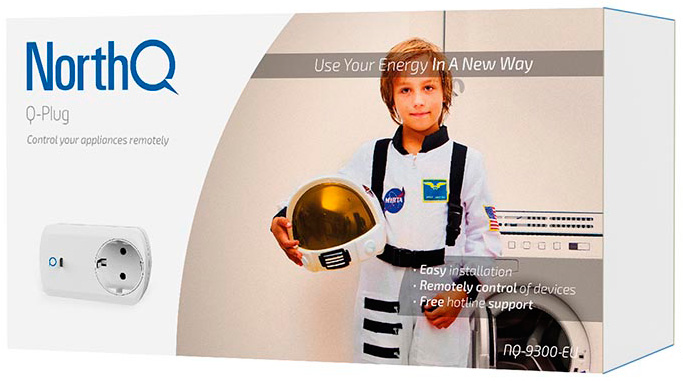 NorthQ
Q-Plug
Control your appliances remotely
Use Your Energy In A New Way
· Easy installation
· Remotely control of devices
· Free hotline support
NQ-9300-EU